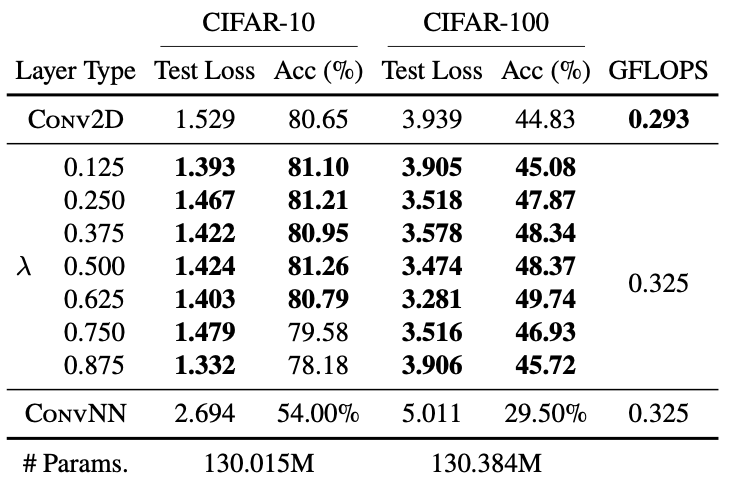 CIFAR-10 CIFAR-100
Layer Type Test Loss Acc (%) Test Loss Acc (%) GFLOPS
CONV2D 1.529 80.65 3.939 44.83 0.293
0.125 1.393 81.10 3.905 45.08
0.250 1.467 81.21 3.518 47.87
0.375 1.422 80.95 3.578 48.34
λ 0.500 1.424 81.26 3.474 48.37
0.325
0.625 1.403 80.79 3.281 49.74
0.750 1.479 79.58 3.516 46.93
0.875 1.332 78.18 3.906 45.72
CONVNN 2.694 54.00% 5.011 29.50% 0.325
# Params. 130.015M 130.384M